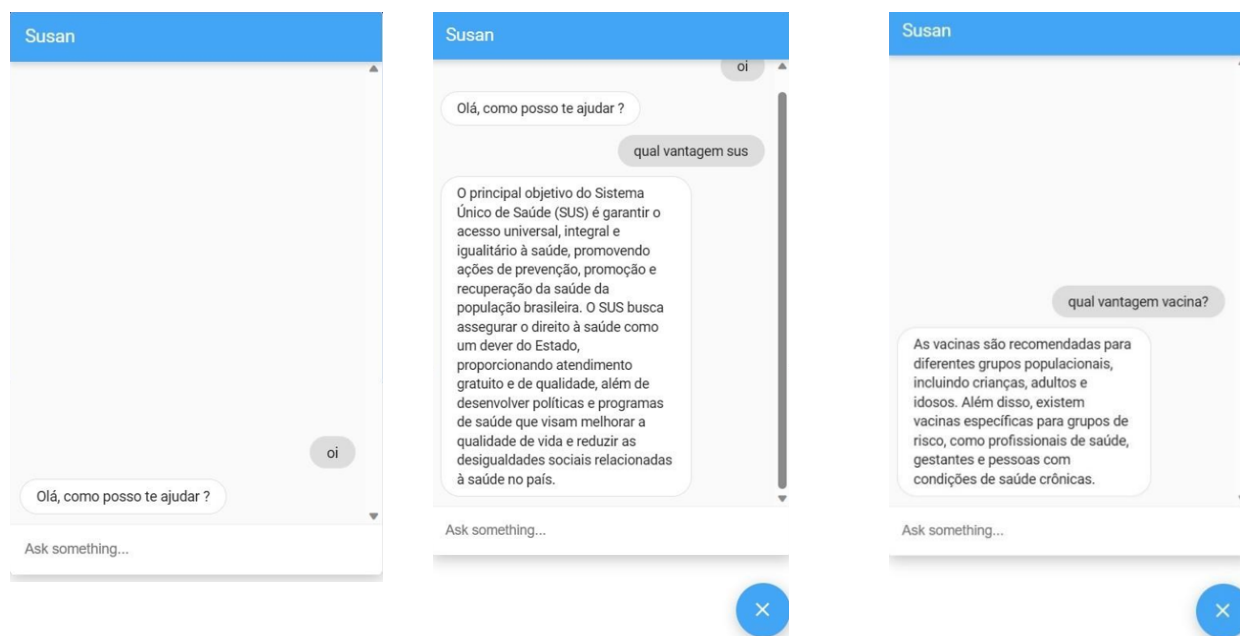 Susan
oi
Olá, como posso te ajudar ?
Ask something...
Susan
oi
Olá, como posso te ajudar ?
qual vantagem sus
O principal objetivo do Sistema
Único de Saúde (SUS) é garantir o
acesso universal, integral e
igualitário à saúde, promovendo
ações de prevenção, promoção e
recuperação da saúde da
população brasileira. O SUS busca
assegurar o direito à saúde como
um dever do Estado,
proporcionando atendimento
gratuito e de qualidade, além de
desenvolver políticas e programas
de saúde que visam melhorar a
qualidade de vida e reduzir as
desigualdades sociais relacionadas
à saúde no país.
Ask something...
Susan
qual vantagem vacina?
As vacinas são recomendadas para
diferentes grupos populacionais,
incluindo crianças, adultos e
idosos. Além disso, existem
vacinas específicas para grupos de
risco, como profissionais de saúde,
gestantes e pessoas com
condições de saúde crônicas.
Ask something...